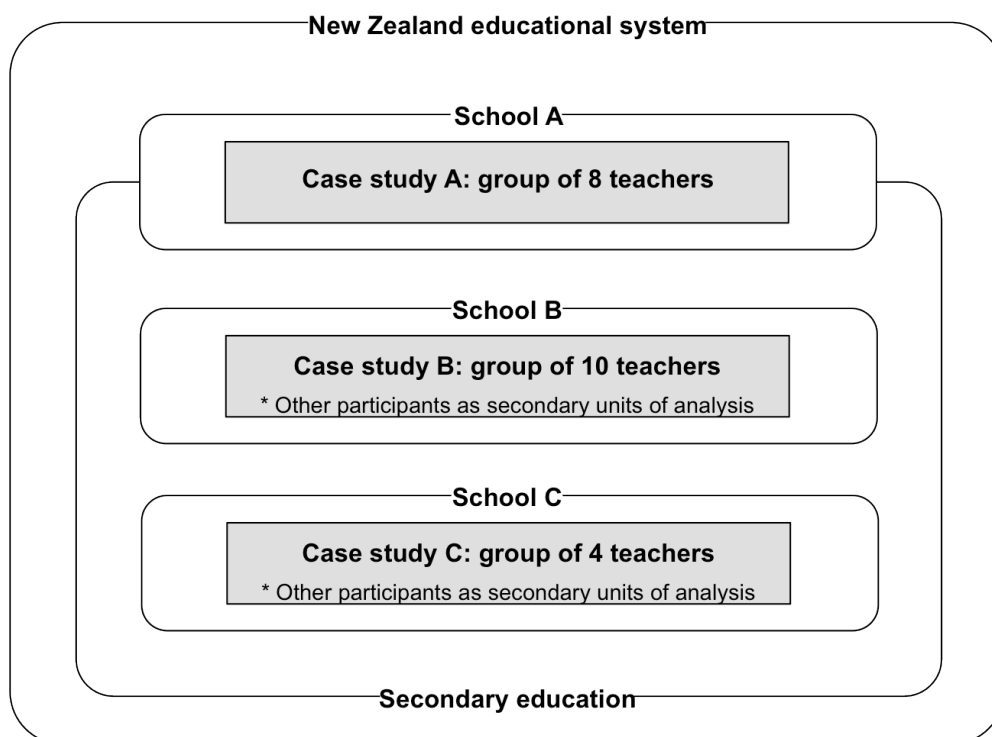 New Zealand educational system
School A
Case study A: group of 8 teachers
School B
Case study B: group of 10 teachers
* Other participants as secondary units of analysis
School C
Case study C: group of 4 teachers
* Other participants as secondary units of analysis
Secondary education